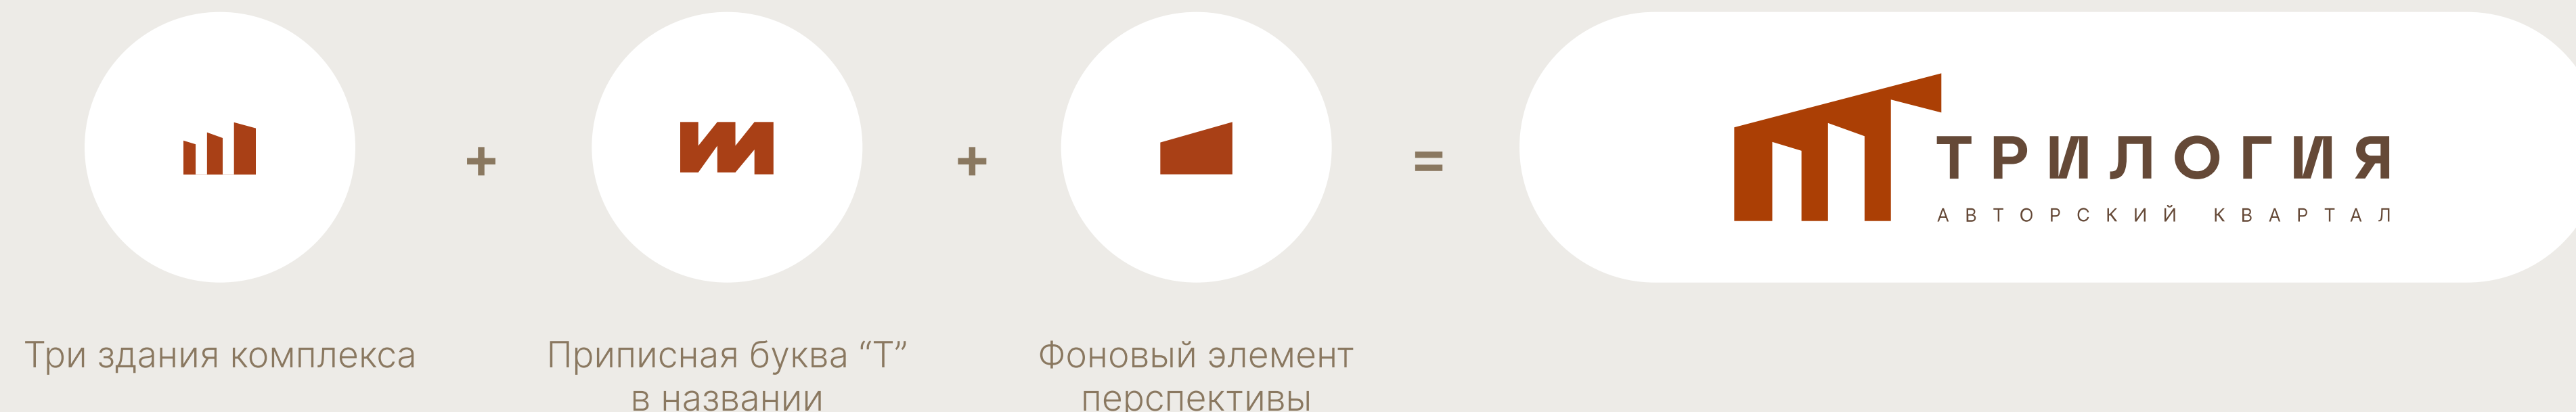 +
+
=
ТРИЛОГИЯ
АВТОРСКИЙ КВАРТАЛ
Три здания комплекса
Приписная буква “Т”
в названии
Фоновый элемент
перспективы